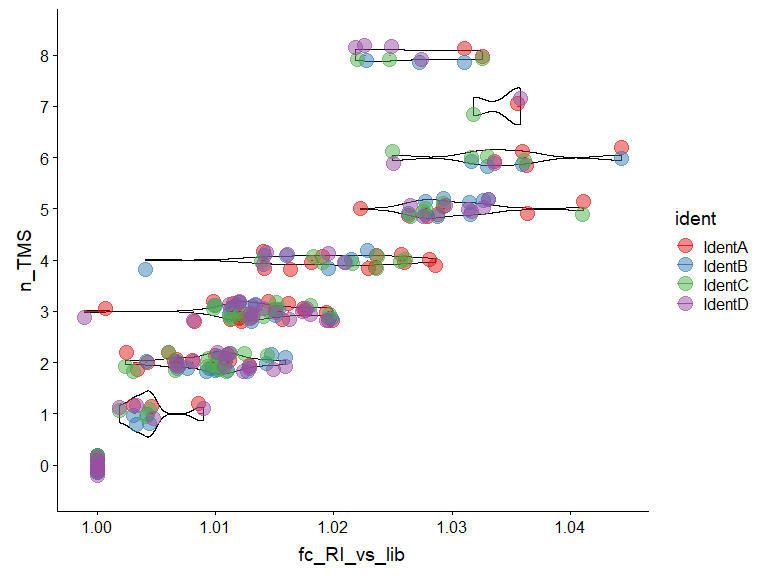 8
7
6
5
4
3
2
1
0
n_TMS
1.00 1.01 1.02 1.03 1.04
fc_RI_vs_lib
ident
IdentA
IdentB
IdentC
IdentD